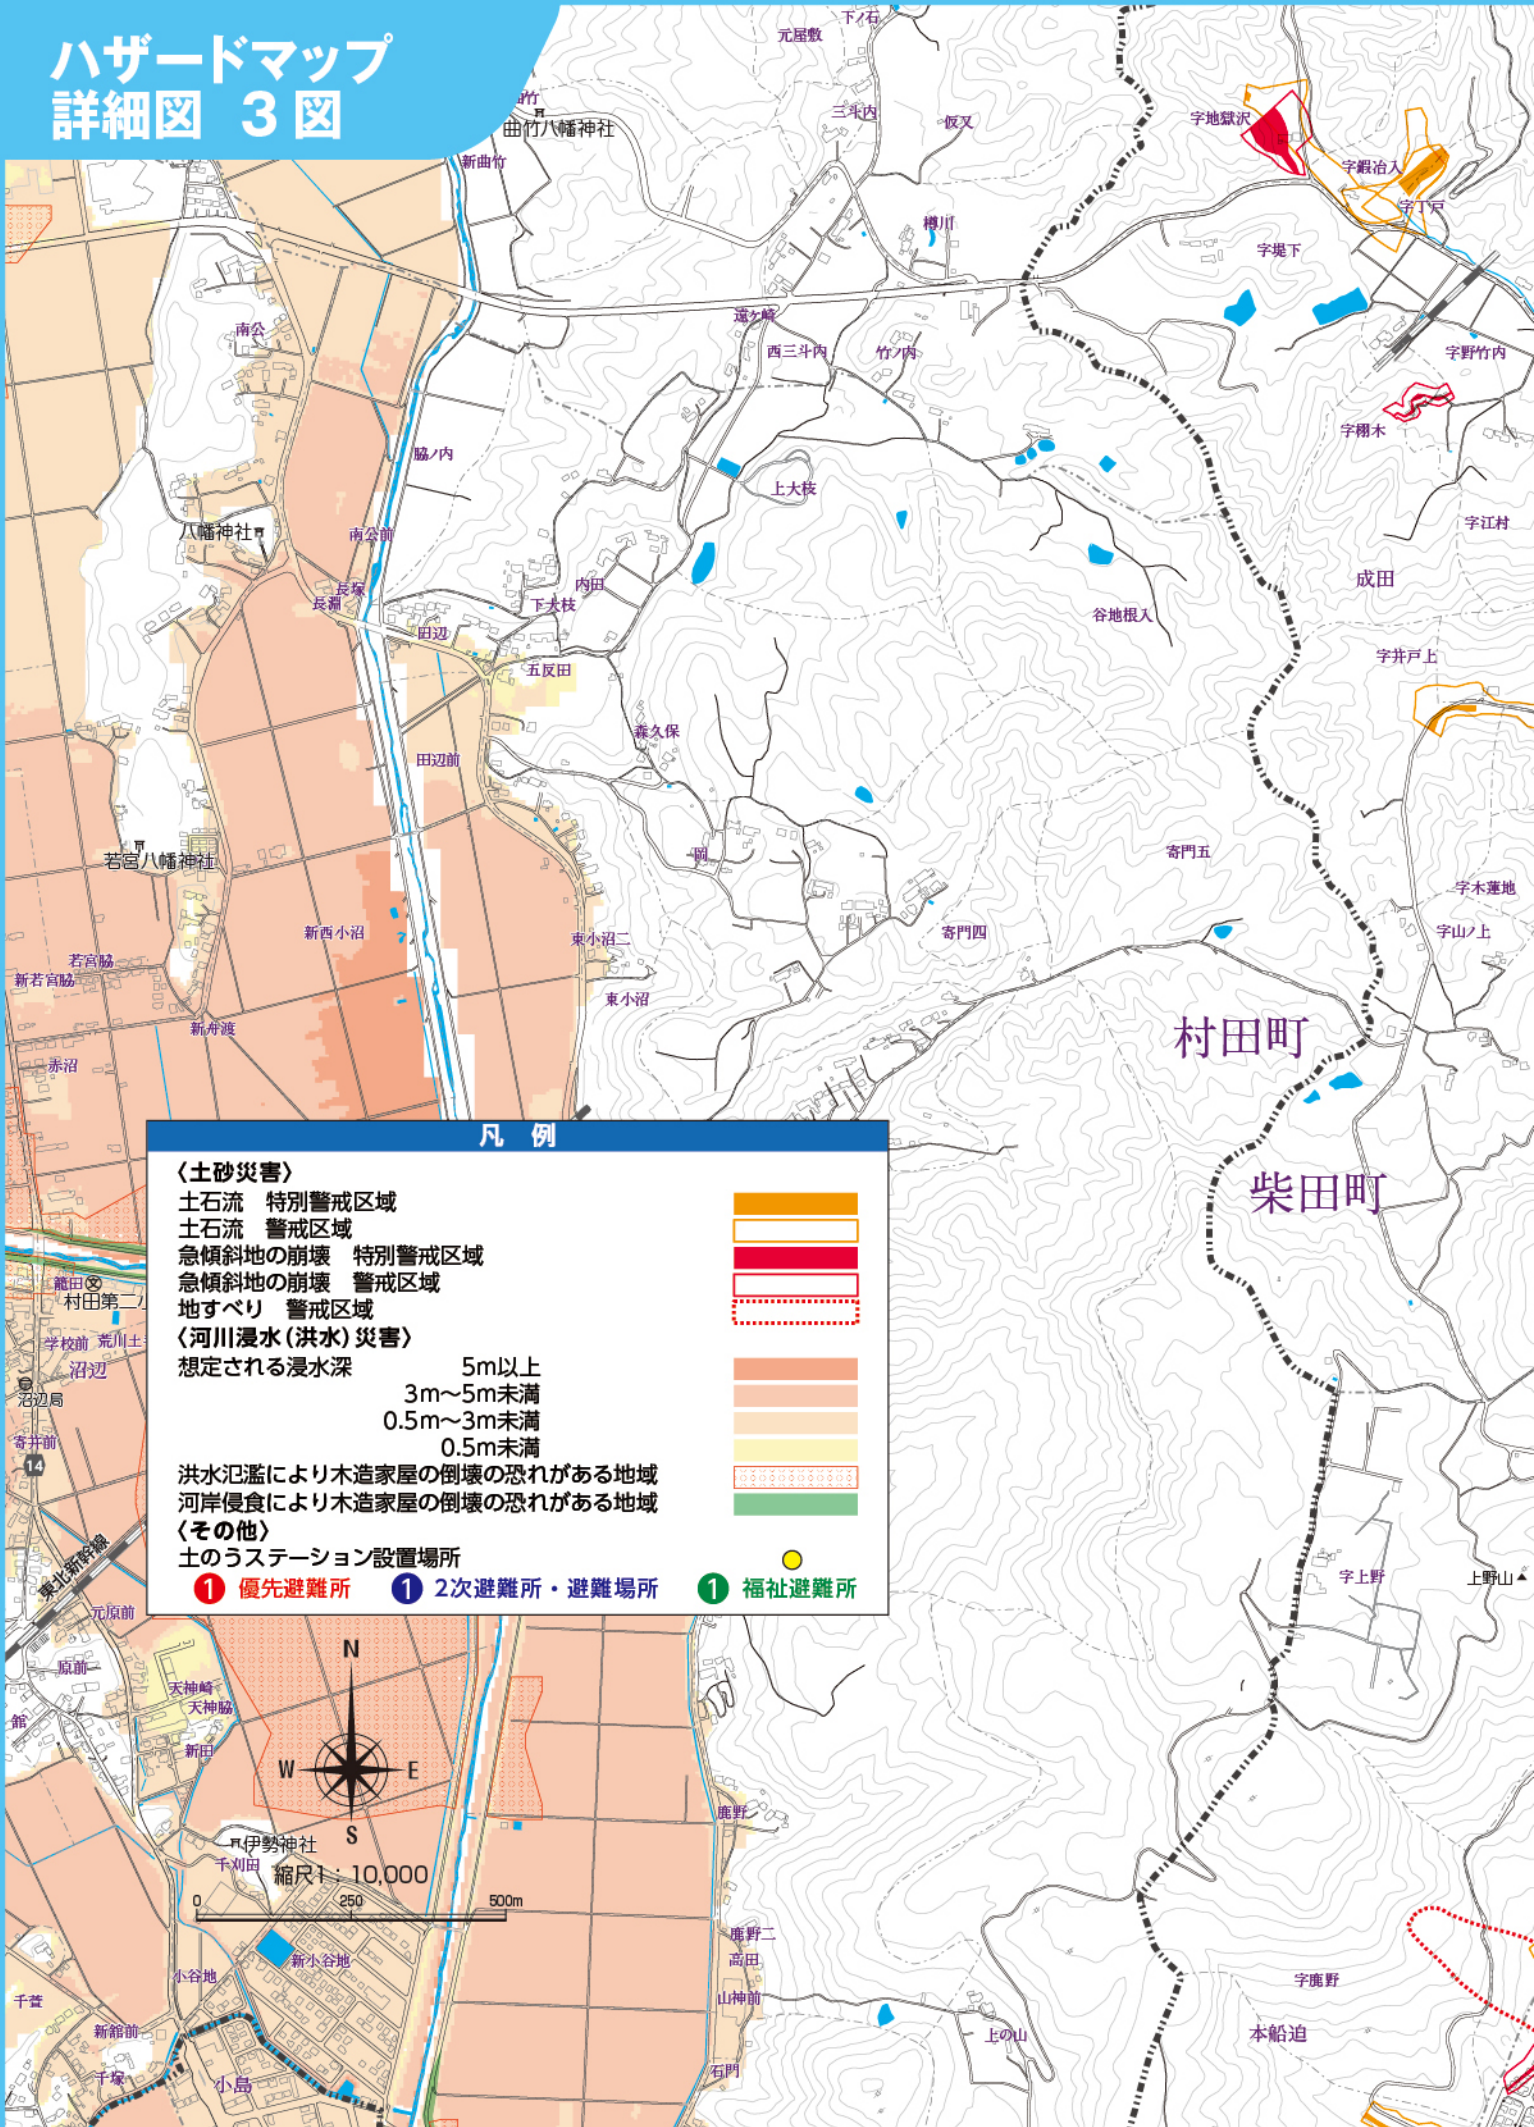 ハザードマップ
詳細図 3図
下ノ石
元屋敷
曲竹八幡神社
新曲竹
三斗内
仮又
字地獄沢
字鍛冶入
字丁戸
樽川
字堤下
南公
遠ヶ崎
西三斗内
竹ノ内
字野竹内
字棚木
脇ノ内
上大枝
八幡神社
南公前
字江村
成田
長塚
長淵
内田
下大枝
谷地根入
田辺
五反田
字井戸上
森久保
田辺前
若宮八幡神社
岡
寄門五
字木蓮地
新西小沼
東小沼二
寄門四
字山ノ上
若宮脇
新若宮脇
東小沼
新舟渡
赤沼
村田町
柴田町
凡 例
〈土砂災害〉
土石流 特別警戒区域
土石流 警戒区域
急傾斜地の崩壊 特別警戒区域
急傾斜地の崩壊 警戒区域
地すべり 警戒区域
〈河川浸水(洪水)災害〉
想定される浸水深 5m以上
3m〜5m未満
0.5m〜3m未満
0.5m未満
洪水氾濫により木造家屋の倒壊の恐れがある地域
河岸侵食により木造家屋の倒壊の恐れがある地域
〈その他〉
土のうステーション設置場所
1 優先避難所 1 2次避難所・避難場所 1 福祉避難所
籠田
文
村田第二小
学校前 荒川土
沼辺
沼辺局
寄井前
14
東北新幹線
元原前
原前
舘
天神崎
天神脇
新田
字上野
上野山
N
W E
S
伊勢神社
千刈田
縮尺1:10,000
0 250 500m
鹿野
鹿野二
高田
山神前
石門
新小谷地
小谷地
千萱
新舘前
千塚
小島
上の山
字鹿野
本船迫